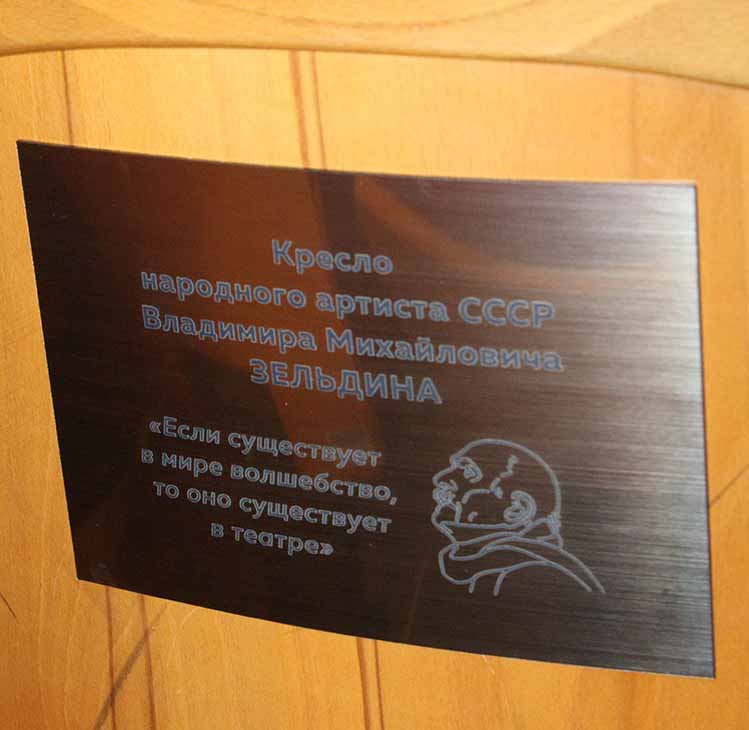 Кресло
народного артиста СССР
Владимира Михайловича
ЗЕЛЬДИНА
«Если существует
в мире волшебство,
то оно существует
в театре»